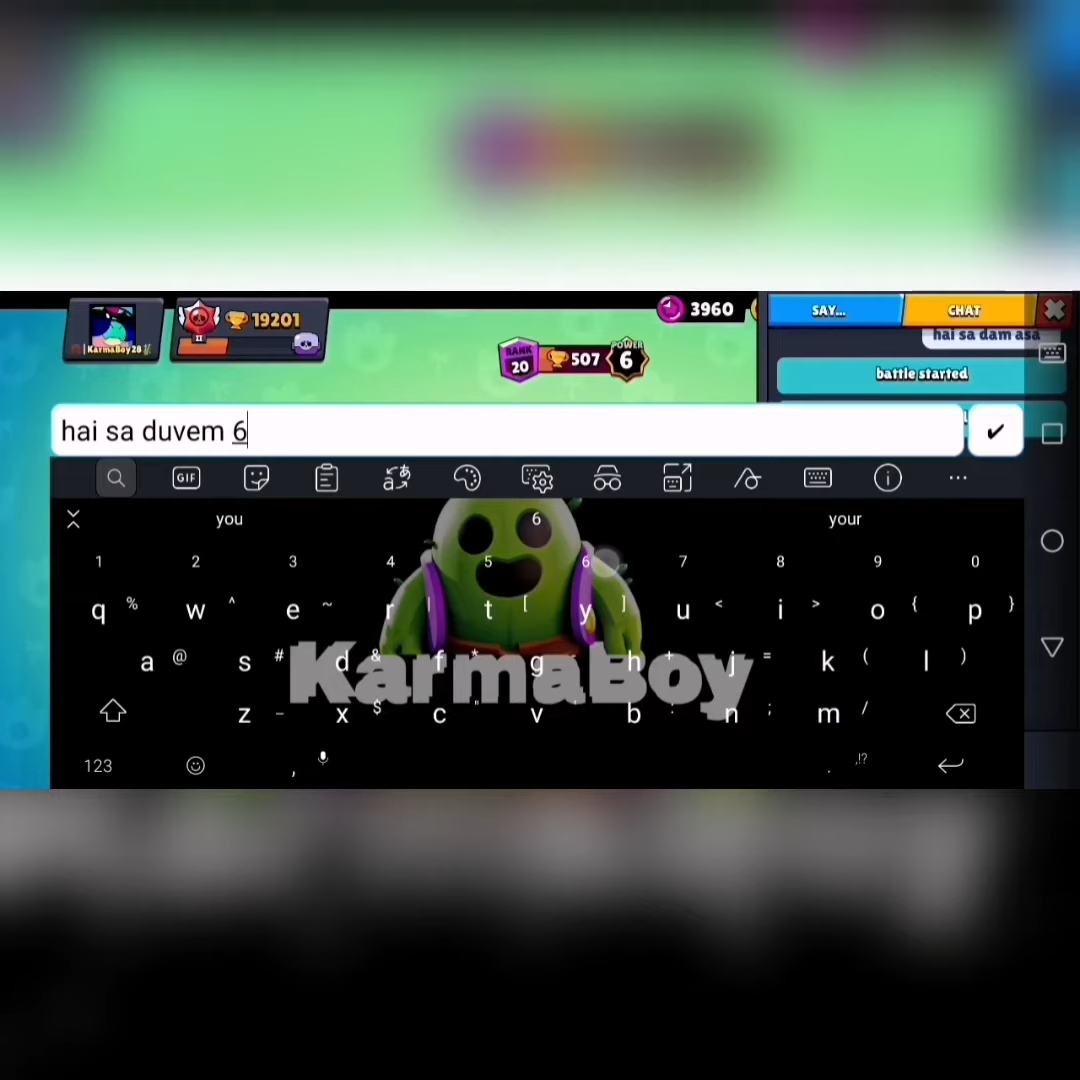 KarmaBoy28
19201
II
3960
RANK
20
507
POWER
6
SAY...
CHAT
hai sa dam asa
battle started
hai sa duvem 6
GIF
you 6 your
1 2 3 4 5 6 7 8 9 0
q % w ^ e ~ r | t [ y ] u < i > o { p }
a @ s # d & f * g - h + j = k ( l )
z _ x $ c " v ' b : n ; m /
123 , . ,!?
KarmaBoy